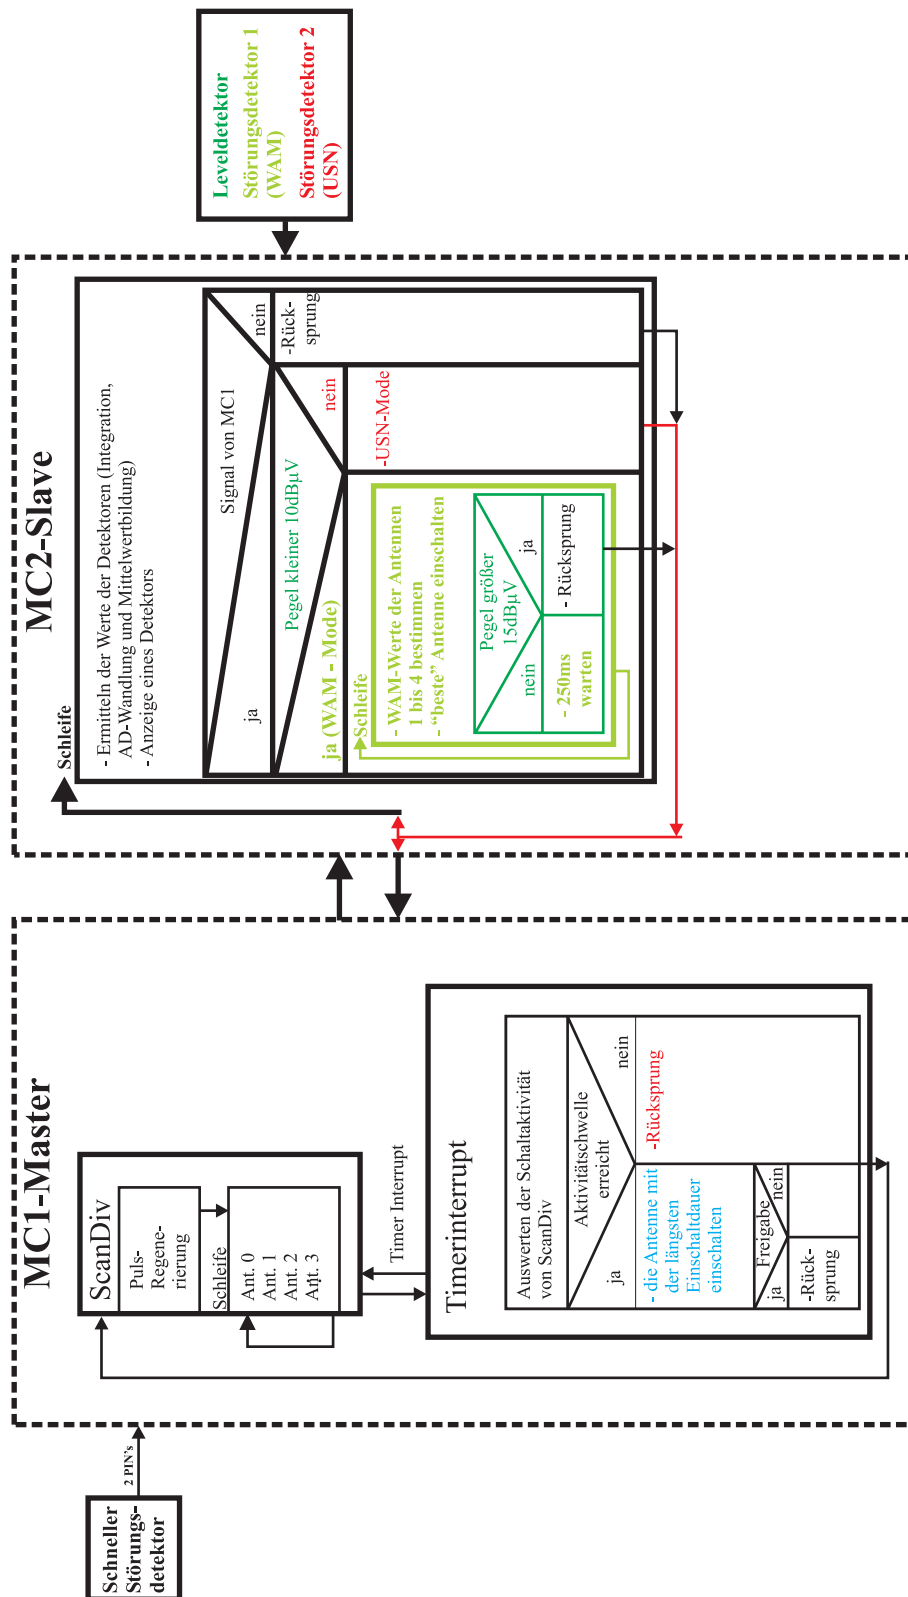 Schneller
Störungs-
detektor
2 PIN's
MC1-Master
ScanDiv
Puls-
Regene-
rierung
Schleife
Ant. 0
Ant. 1
Ant. 2
Ant. 3
Timer Interrupt
Timerinterrupt
Auswerten der Schaltaktivität
von ScanDiv
Aktivitätschwelle
erreicht
ja
nein
- die Antenne mit
der längsten
Einschaltdauer
einschalten
-Rücksprung
Freigabe
ja
nein
-Rück-
sprung
MC2-Slave
Schleife
- Ermitteln der Werte der Detektoren (Integration,
AD-Wandlung und Mittelwertbildung)
- Anzeige eines Detektors
Signal von MC1
ja
nein
-Rück-
sprung
Pegel kleiner 10dBµV
ja (WAM - Mode)
nein
-USN-Mode
Schleife
- WAM-Werte der Antennen
1 bis 4 bestimmen
- “beste” Antenne einschalten
Pegel größer
15dBµV
nein
ja
- 250ms
warten
- Rücksprung
Leveldetektor
Störungsdetektor 1
(WAM)
Störungsdetektor 2
(USN)